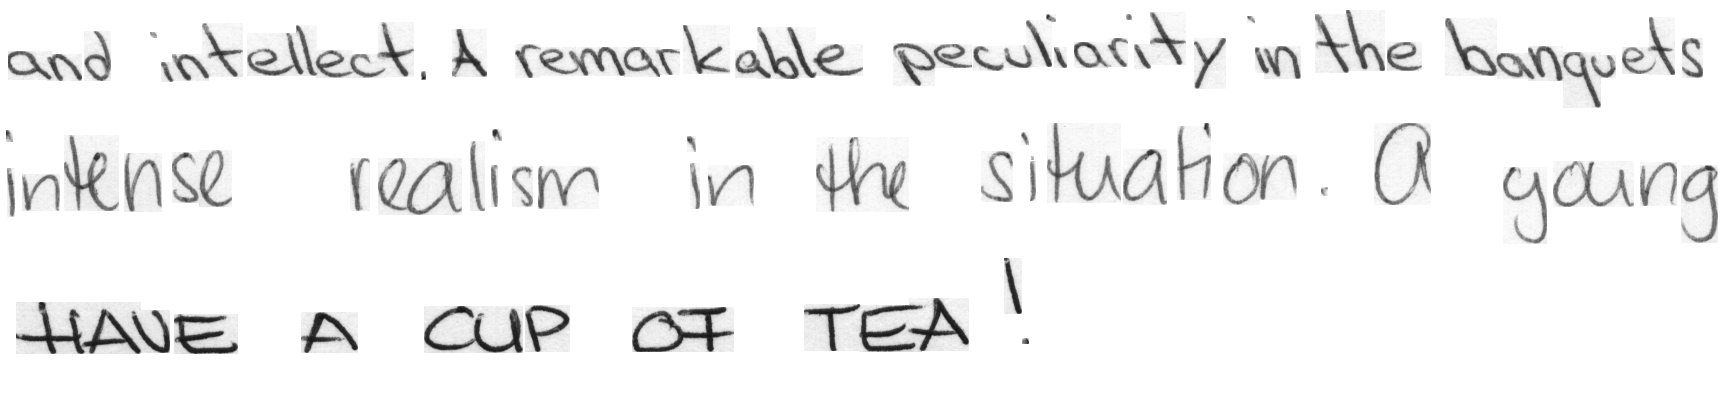 and intellect. A remarkable peculiarity in the banquets
intense realism in the situation. A young
HAVE A CUP OF TEA!